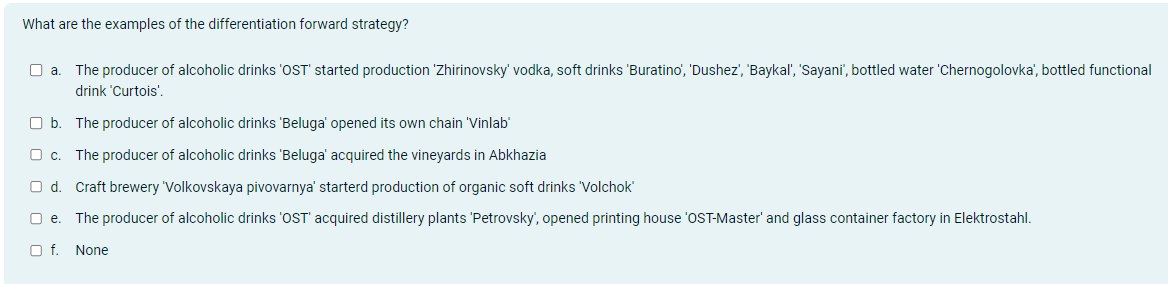 What are the examples of the differentiation forward strategy?
a. The producer of alcoholic drinks 'OST' started production 'Zhirinovsky' vodka, soft drinks 'Buratino', 'Dushez', 'Baykal', 'Sayani', bottled water 'Chernogolovka', bottled functional
drink 'Curtois'.
b. The producer of alcoholic drinks 'Beluga' opened its own chain 'Vinlab'
c. The producer of alcoholic drinks 'Beluga' acquired the vineyards in Abkhazia
d. Craft brewery 'Volkovskaya pivovarnya' starterd production of organic soft drinks 'Volchok'
e. The producer of alcoholic drinks 'OST' acquired distillery plants 'Petrovsky', opened printing house 'OST-Master' and glass container factory in Elektrostahl.
f. None